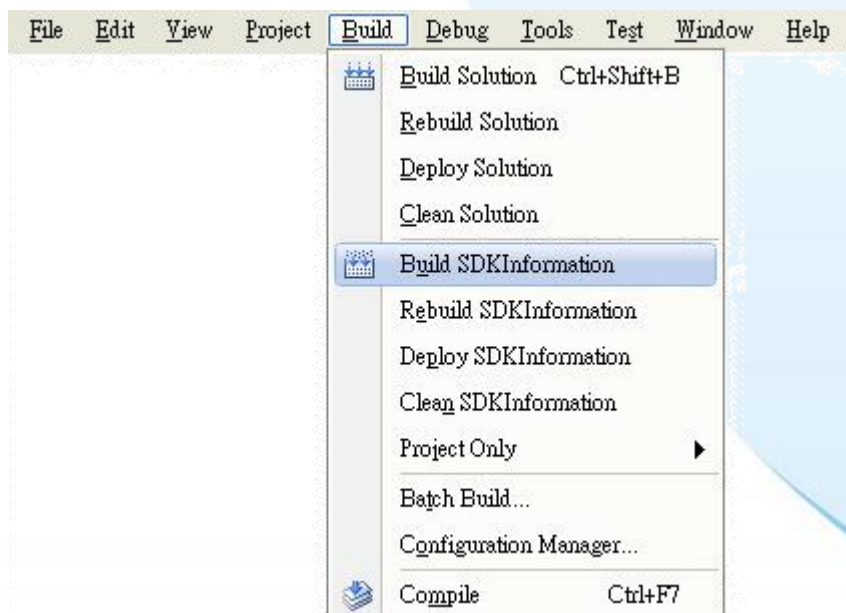 File Edit View Project Build Debug Tools Test Window Help
Build Solution Ctrl+Shift+B
Rebuild Solution
Deploy Solution
Clean Solution
Build SDKInformation
Rebuild SDKInformation
Deploy SDKInformation
Clean SDKInformation
Project Only
Batch Build...
Configuration Manager...
Compile Ctrl+F7